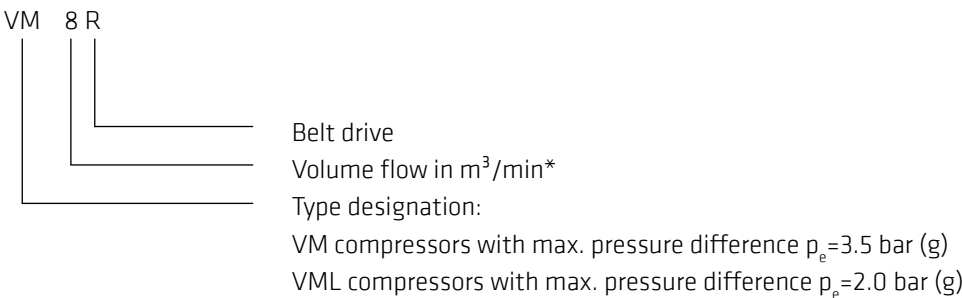 VM 8 R
Belt drive
Volume flow in m³/min*
Type designation:
VM compressors with max. pressure difference pₑ=3.5 bar (g)
VML compressors with max. pressure difference pₑ=2.0 bar (g)